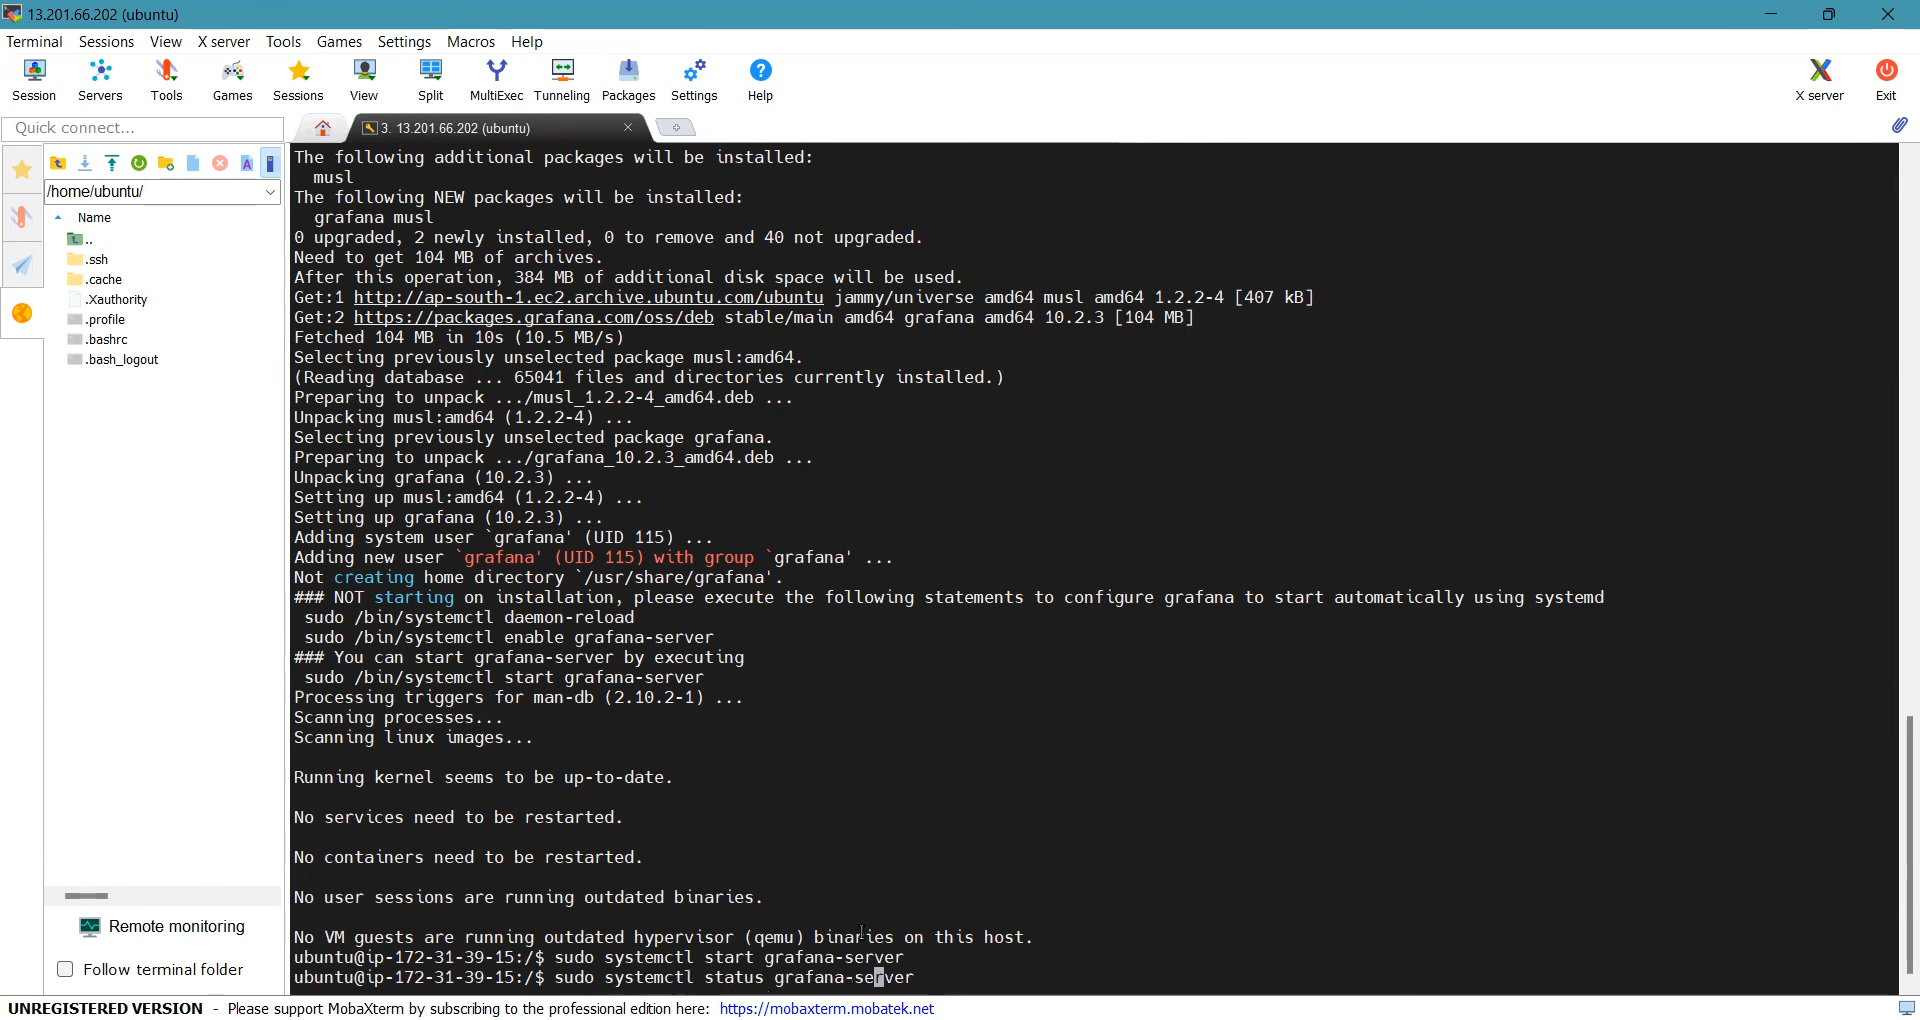 13.201.66.202 (ubuntu)
Terminal Sessions View X server Tools Games Settings Macros Help
Session Servers Tools Games Sessions View Split MultiExec Tunneling Packages Settings Help X server Exit
Quick connect...
3. 13.201.66.202 (ubuntu)
/home/ubuntu/
Name
..
.ssh
.cache
.Xauthority
.profile
.bashrc
.bash_logout
Remote monitoring
Follow terminal folder
The following additional packages will be installed:
musl
The following NEW packages will be installed:
grafana musl
0 upgraded, 2 newly installed, 0 to remove and 40 not upgraded.
Need to get 104 MB of archives.
After this operation, 384 MB of additional disk space will be used.
Get:1 http://ap-south-1.ec2.archive.ubuntu.com/ubuntu jammy/universe amd64 musl amd64 1.2.2-4 [407 kB]
Get:2 https://packages.grafana.com/oss/deb stable/main amd64 grafana amd64 10.2.3 [104 MB]
Fetched 104 MB in 10s (10.5 MB/s)
Selecting previously unselected package musl:amd64.
(Reading database ... 65041 files and directories currently installed.)
Preparing to unpack .../musl_1.2.2-4_amd64.deb ...
Unpacking musl:amd64 (1.2.2-4) ...
Selecting previously unselected package grafana.
Preparing to unpack .../grafana_10.2.3_amd64.deb ...
Unpacking grafana (10.2.3) ...
Setting up musl:amd64 (1.2.2-4) ...
Setting up grafana (10.2.3) ...
Adding system user `grafana' (UID 115) ...
Adding new user `grafana' (UID 115) with group `grafana' ...
Not creating home directory `/usr/share/grafana'.
### NOT starting on installation, please execute the following statements to configure grafana to start automatically using systemd
sudo /bin/systemctl daemon-reload
sudo /bin/systemctl enable grafana-server
### You can start grafana-server by executing
sudo /bin/systemctl start grafana-server
Processing triggers for man-db (2.10.2-1) ...
Scanning processes...
Scanning linux images...
Running kernel seems to be up-to-date.
No services need to be restarted.
No containers need to be restarted.
No user sessions are running outdated binaries.
No VM guests are running outdated hypervisor (qemu) binaries on this host.
ubuntu@ip-172-31-39-15:/$ sudo systemctl start grafana-server
ubuntu@ip-172-31-39-15:/$ sudo systemctl status grafana-server
UNREGISTERED VERSION - Please support MobaXterm by subscribing to the professional edition here: https://mobaxterm.mobatek.net